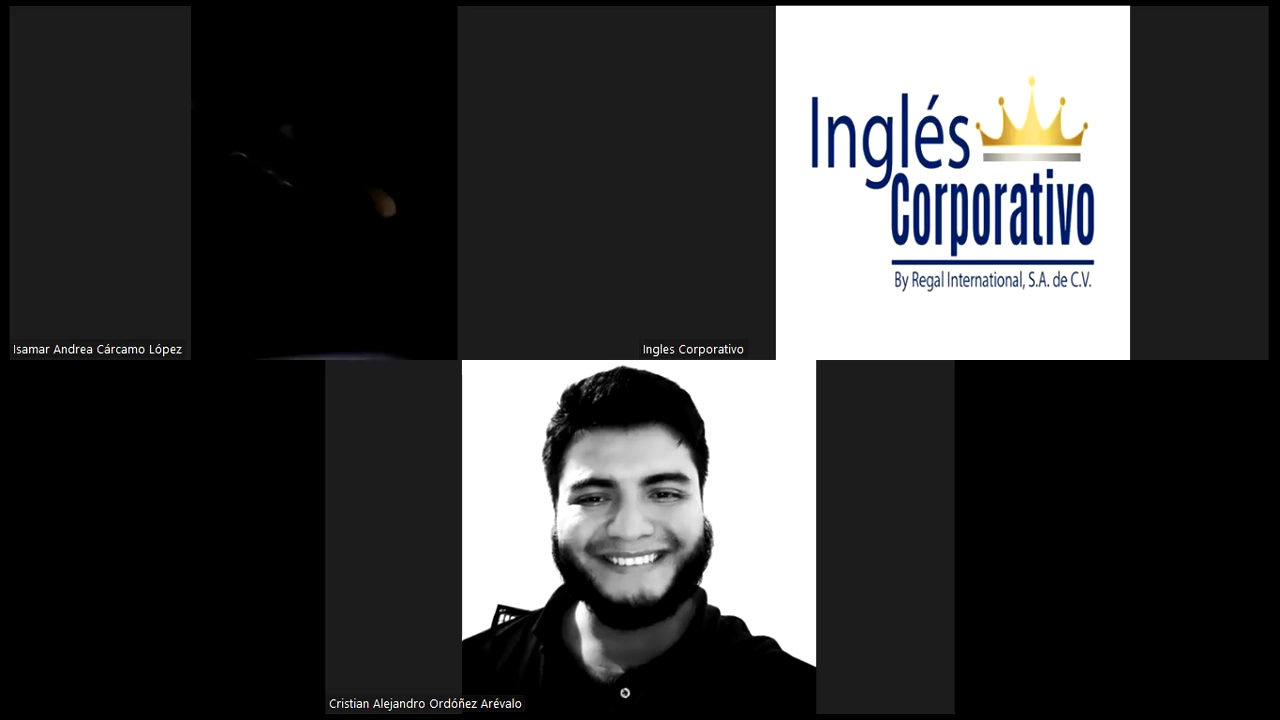 Inglés
Corporativo
By Regal International, S.A. de C.V.
Isamar Andrea Cárcamo López
Ingles Corporativo
Cristian Alejandro Ordóñez Arévalo